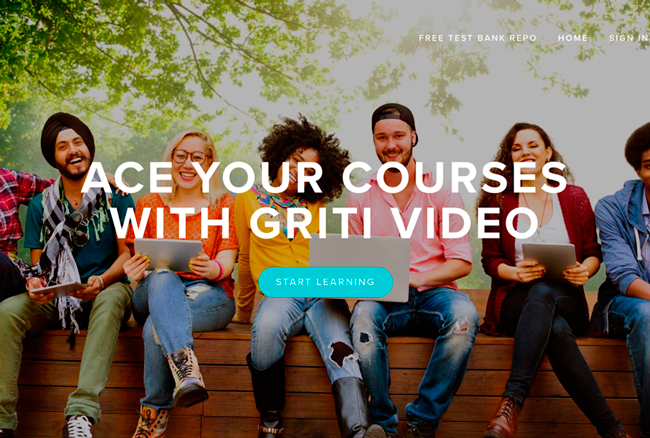 FREE TEST BANK REPO HOME SIGN IN
ACE YOUR COURSES
WITH GRITI VIDEO
START LEARNING